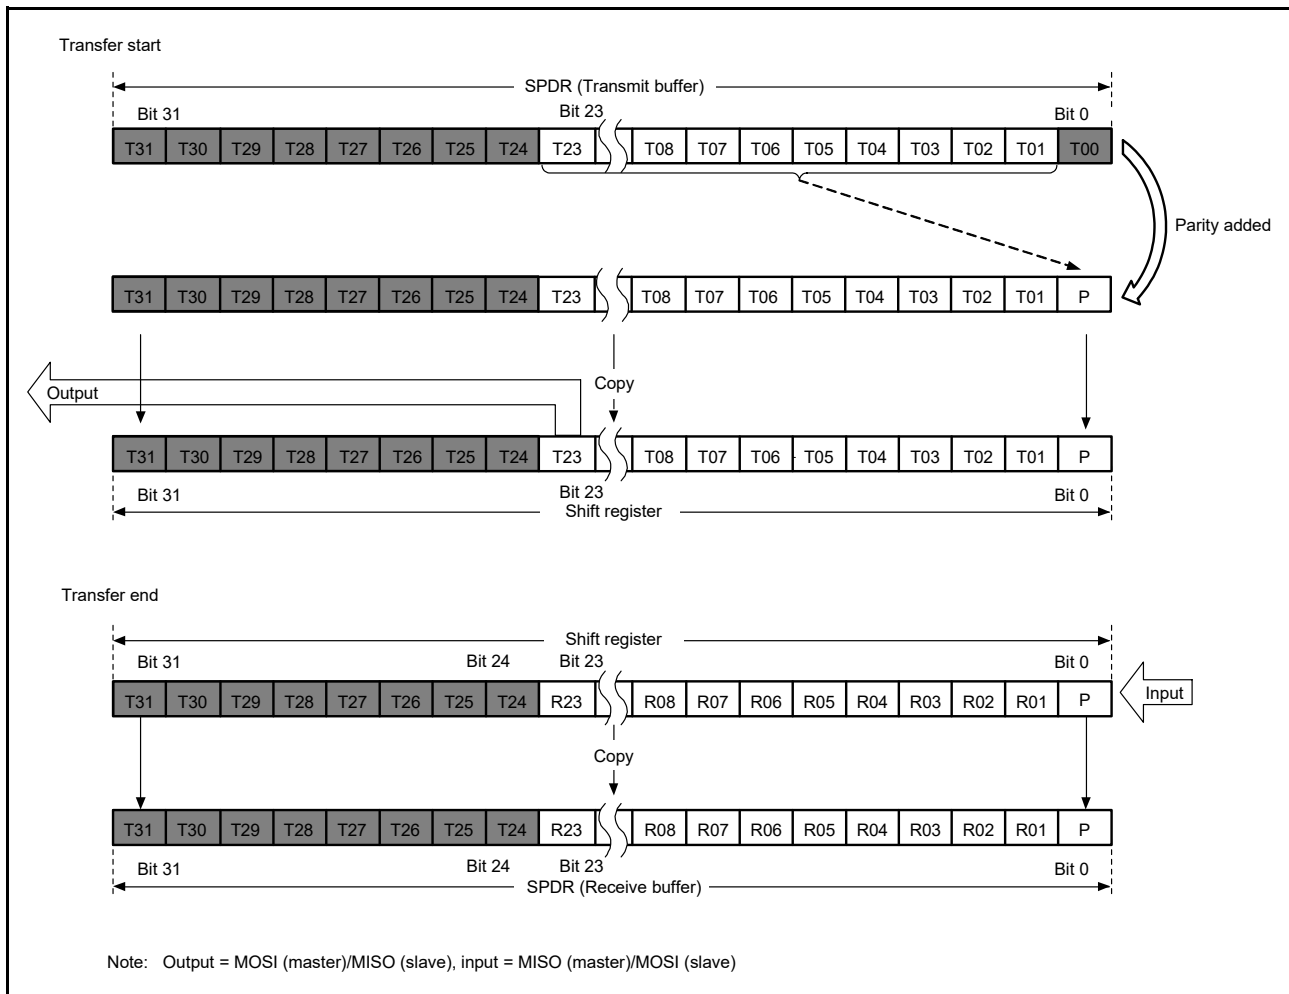 Transfer start
SPDR (Transmit buffer)
Bit 31 Bit 23 Bit 0
T31 T30 T29 T28 T27 T26 T25 T24 T23 T08 T07 T06 T05 T04 T03 T02 T01 T00
Parity added
T31 T30 T29 T28 T27 T26 T25 T24 T23 T08 T07 T06 T05 T04 T03 T02 T01 P
Copy
Output
T31 T30 T29 T28 T27 T26 T25 T24 T23 T08 T07 T06 T05 T04 T03 T02 T01 P
Bit 31 Bit 23 Bit 0
Shift register
Transfer end
Shift register
Bit 31 Bit 24 Bit 23 Bit 0
T31 T30 T29 T28 T27 T26 T25 T24 R23 R08 R07 R06 R05 R04 R03 R02 R01 P
Input
Copy
T31 T30 T29 T28 T27 T26 T25 T24 R23 R08 R07 R06 R05 R04 R03 R02 R01 P
Bit 31 Bit 24 Bit 23 Bit 0
SPDR (Receive buffer)
Note: Output = MOSI (master)/MISO (slave), input = MISO (master)/MOSI (slave)